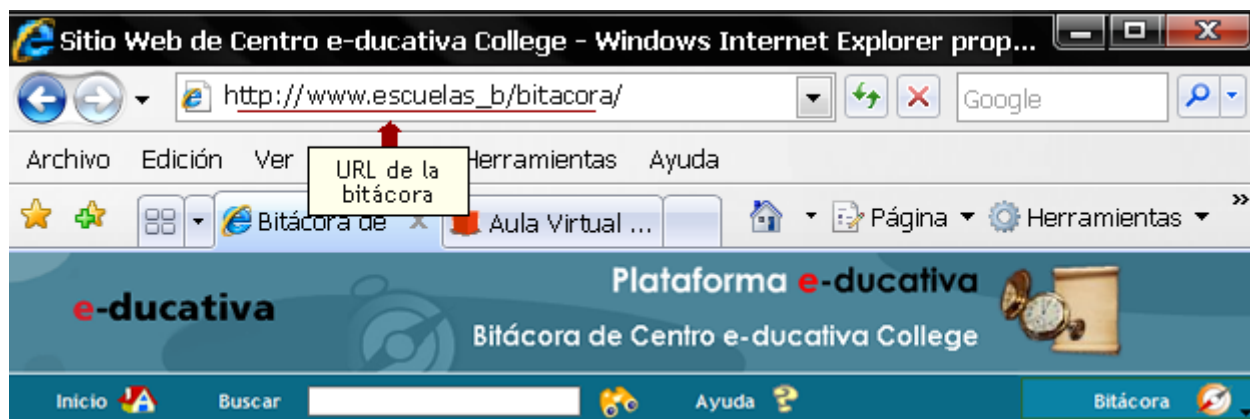 Sitio Web de Centro e-ducativa College - Windows Internet Explorer prop...
http://www.escuelas_b/bitacora/
Google
Archivo Edición Ver Herramientas Ayuda
URL de la
bitácora
Bitácora de Aula Virtual ... Página Herramientas »
Plataforma e-ducativa
e-ducativa
Bitácora de Centro e-ducativa College
Inicio Buscar Ayuda Bitácora